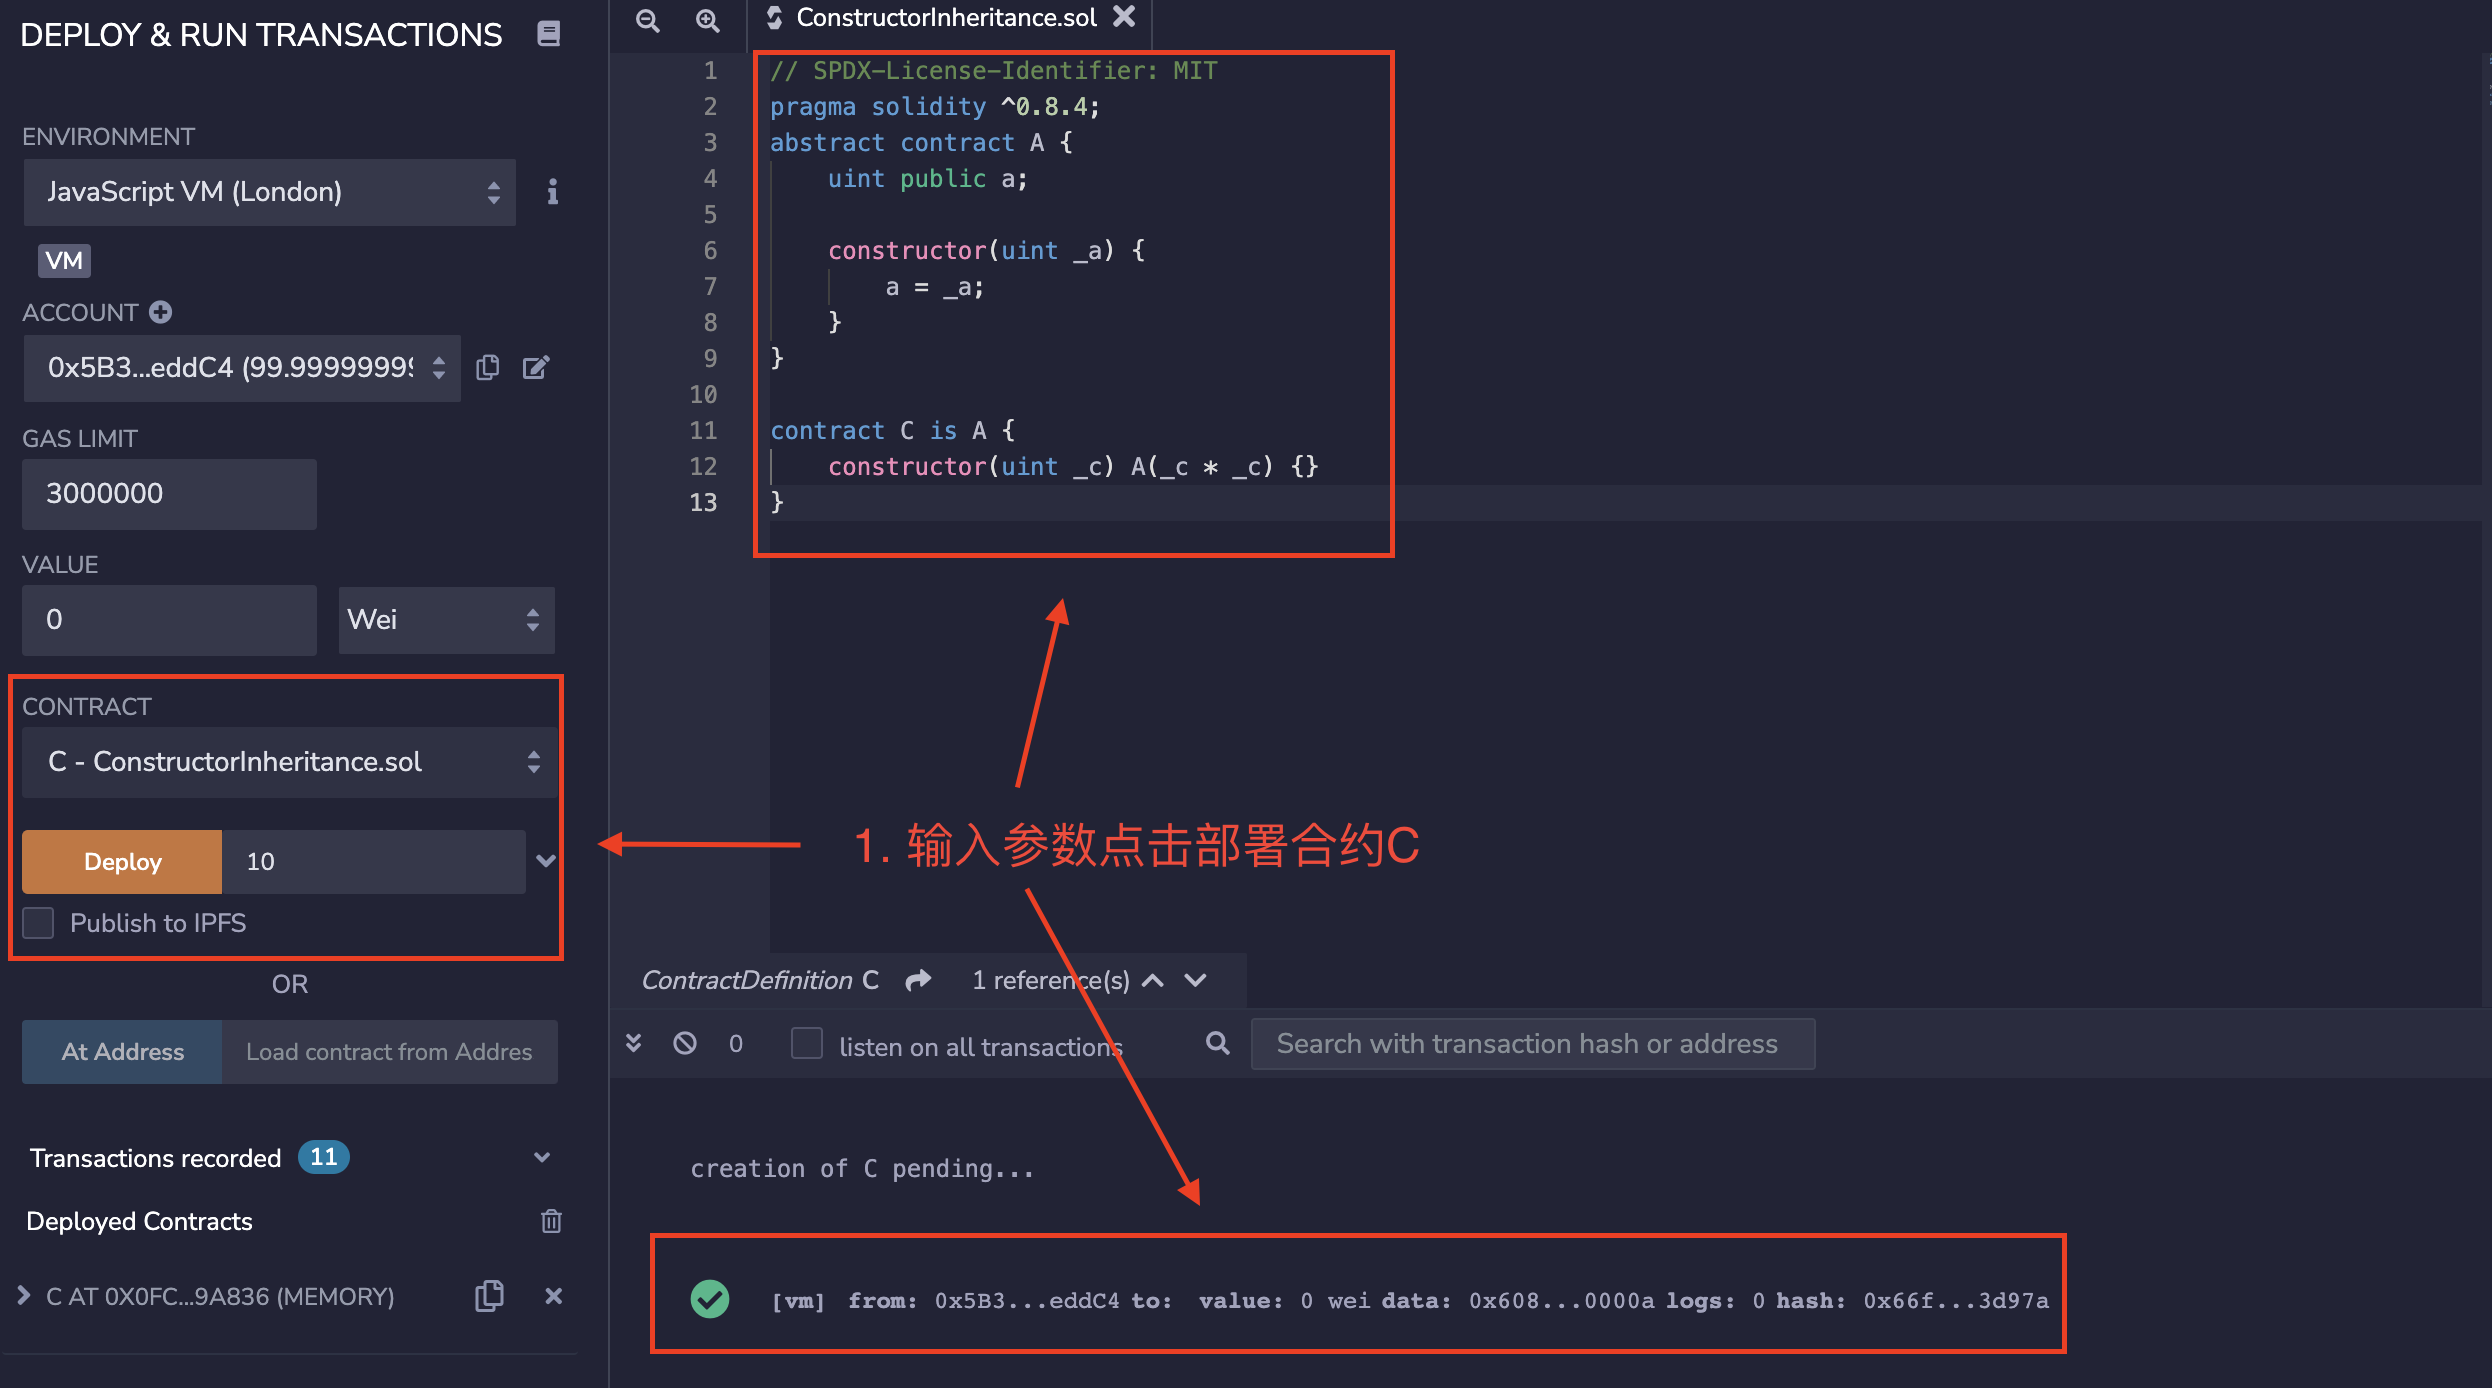 DEPLOY & RUN TRANSACTIONS
ENVIRONMENT
JavaScript VM (London)
VM
ACCOUNT
0x5B3...eddC4 (99.99999999
GAS LIMIT
3000000
VALUE
0
Wei
CONTRACT
C - ConstructorInheritance.sol
Deploy
10
Publish to IPFS
OR
At Address
Load contract from Addres
Transactions recorded 11
Deployed Contracts
C AT 0X0FC...9A836 (MEMORY)
ConstructorInheritance.sol
1 // SPDX-License-Identifier: MIT
2 pragma solidity ^0.8.4;
3 abstract contract A {
4 uint public a;
5
6 constructor(uint _a) {
7 a = _a;
8 }
9 }
10
11 contract C is A {
12 constructor(uint _c) A(_c * _c) {}
13 }
1. 输入参数点击部署合约C
ContractDefinition C 1 reference(s)
0 listen on all transactions Search with transaction hash or address
creation of C pending...
[vm] from: 0x5B3...eddC4 to: value: 0 wei data: 0x608...0000a logs: 0 hash: 0x66f...3d97a